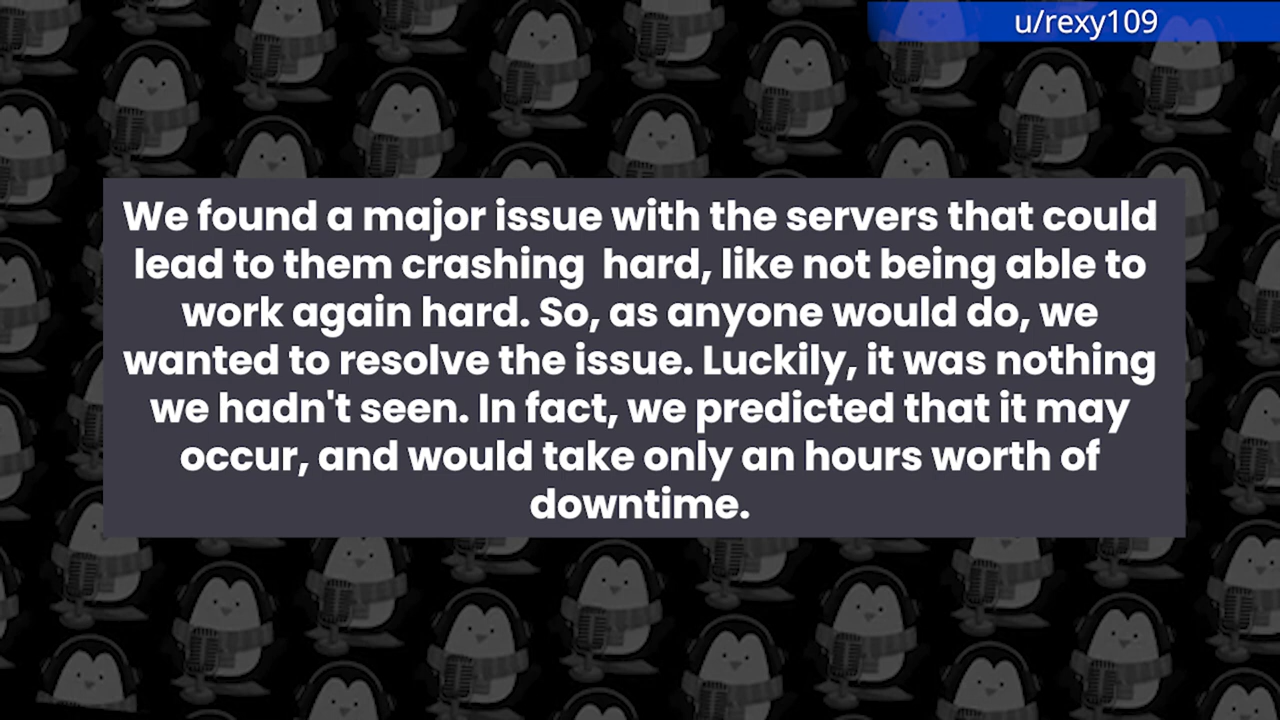 u/rexy109
We found a major issue with the servers that could
lead to them crashing  hard, like not being able to
work again hard. So, as anyone would do, we
wanted to resolve the issue. Luckily, it was nothing
we hadn't seen. In fact, we predicted that it may
occur, and would take only an hours worth of
downtime.